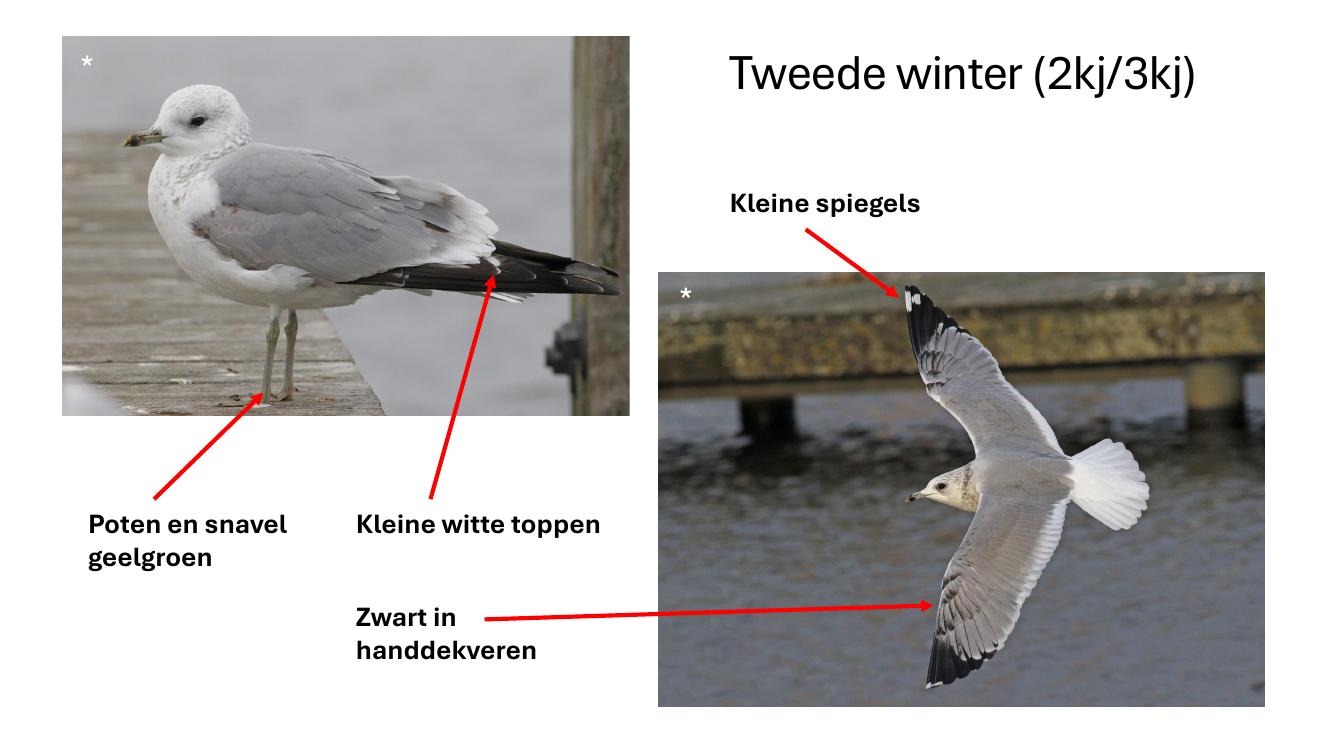 *
Tweede winter (2kj/3kj)
Kleine spiegels
*
Poten en snavel
geelgroen
Kleine witte toppen
Zwart in
handdekveren